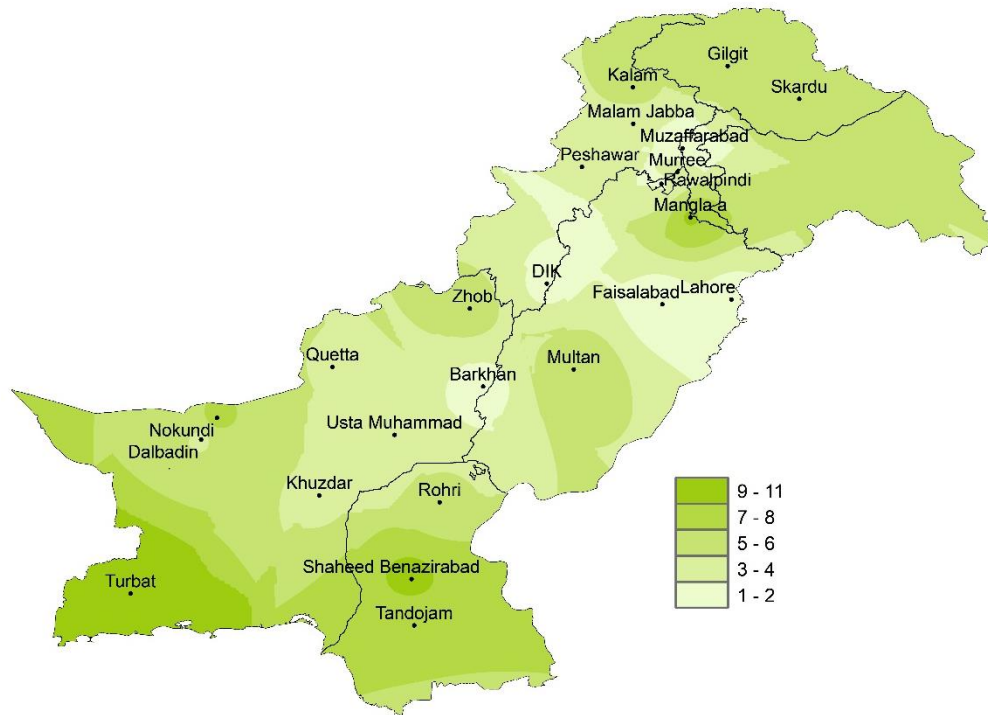 Gilgit
Kalam
Skardu
Malam Jabba
Muzaffarabad
Peshawar
Murree
Rawalpindi
Mangla a
DIK
Zhob
Faisalabad
Lahore
Quetta
Multan
Barkhan
Nokundi
Usta Muhammad
Dalbadin
Khuzdar
Rohri
9 - 11
7 - 8
5 - 6
3 - 4
1 - 2
Shaheed Benazirabad
Turbat
Tandojam